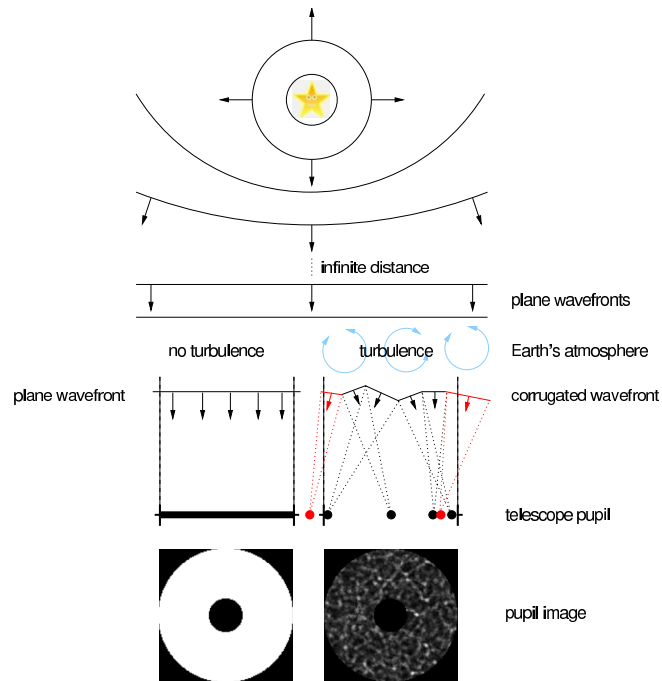 infinite distance
plane wavefronts
no turbulence
turbulence
Earth's atmosphere
plane wavefront
corrugated wavefront
telescope pupil
pupil image